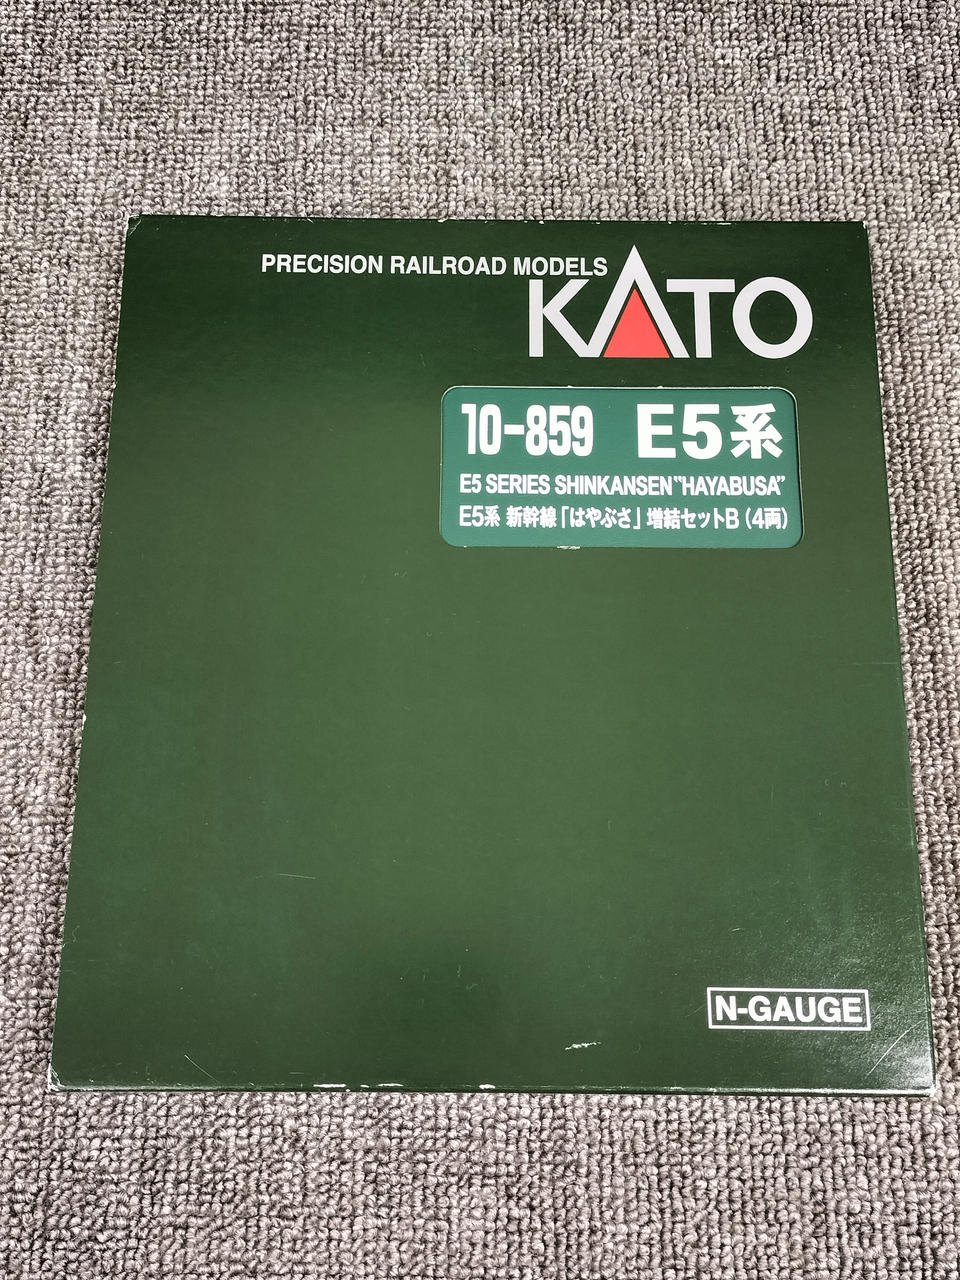 PRECISION RAILROAD MODELS
KATO
10-859 E5系
E5 SERIES SHINKANSEN "HAYABUSA"
E5系 新幹線「はやぶさ」増結セットB(4両)
N-GAUGE